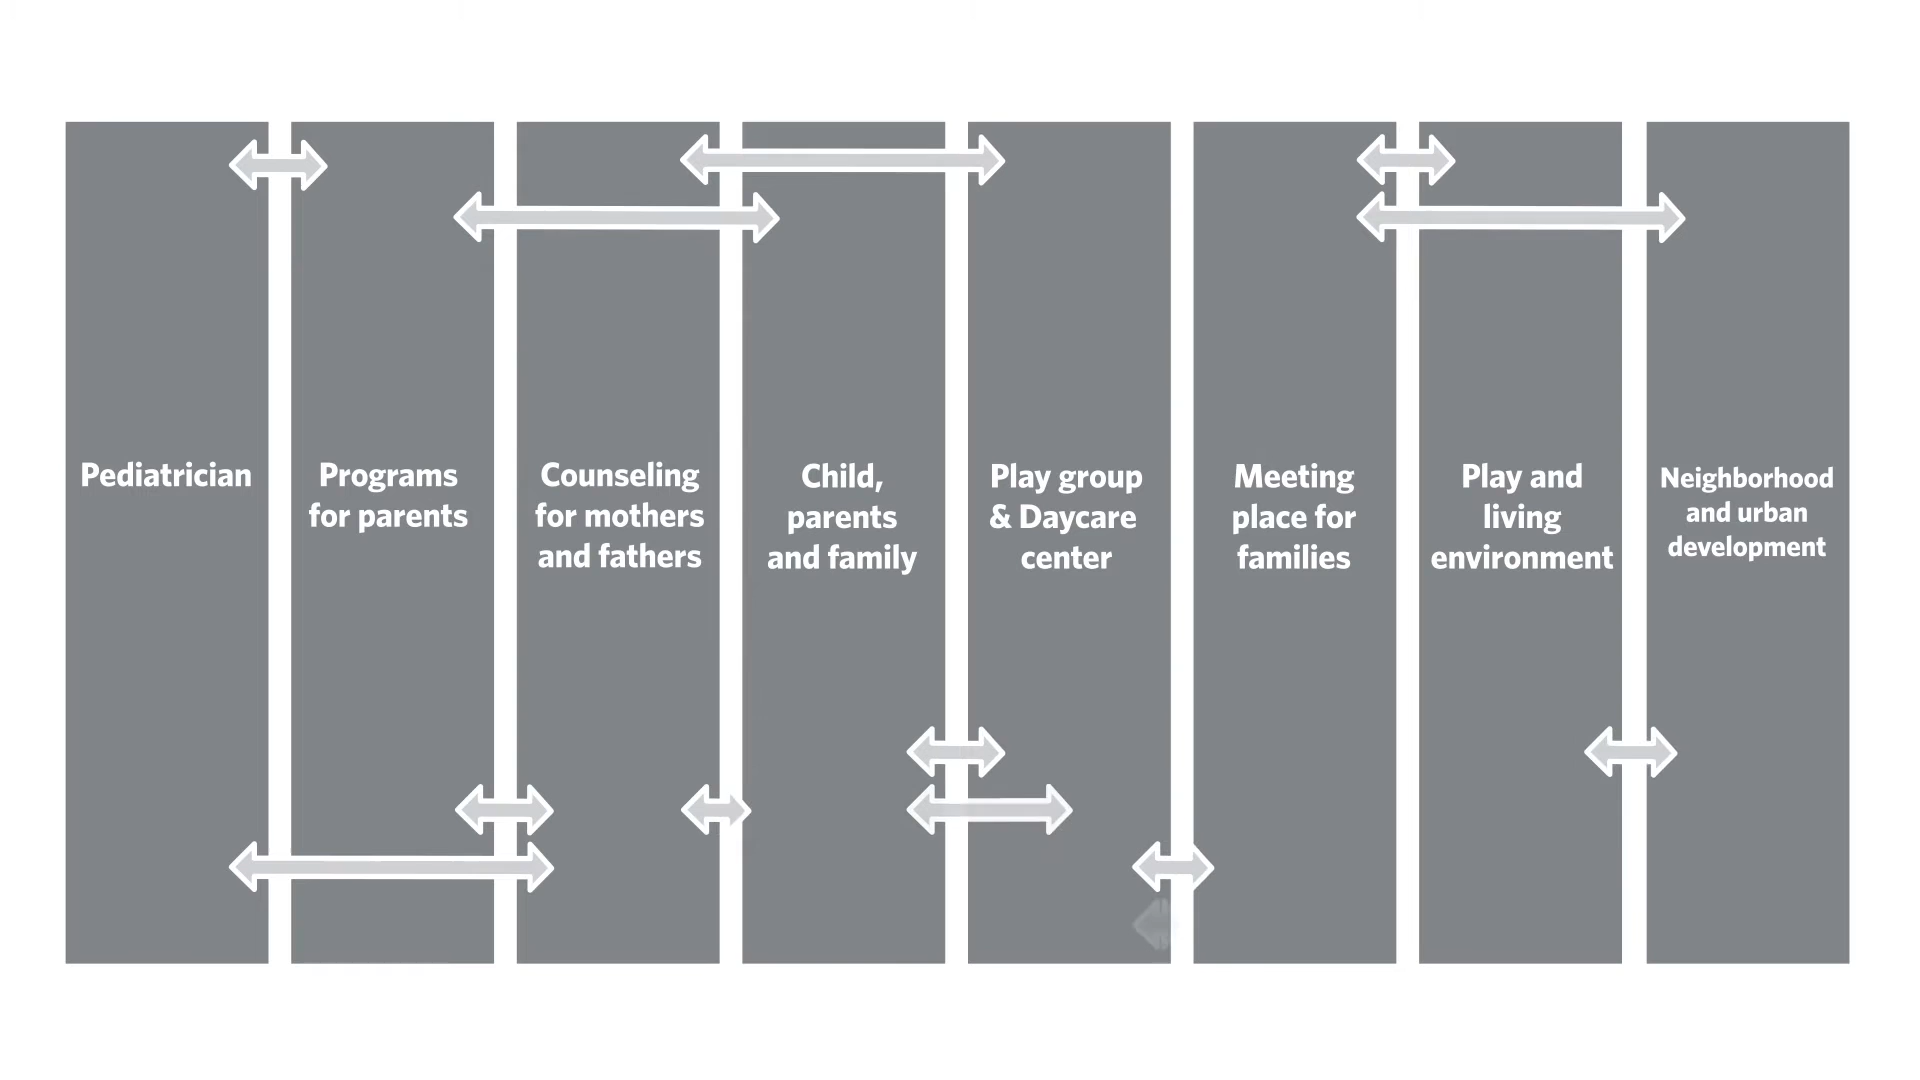 Pediatrician
Programs
for parents
Counseling
for mothers
and fathers
Child,
parents
and family
Play group
& Daycare
center
Meeting
place for
families
Play and
living
environment
Neighborhood
and urban
development